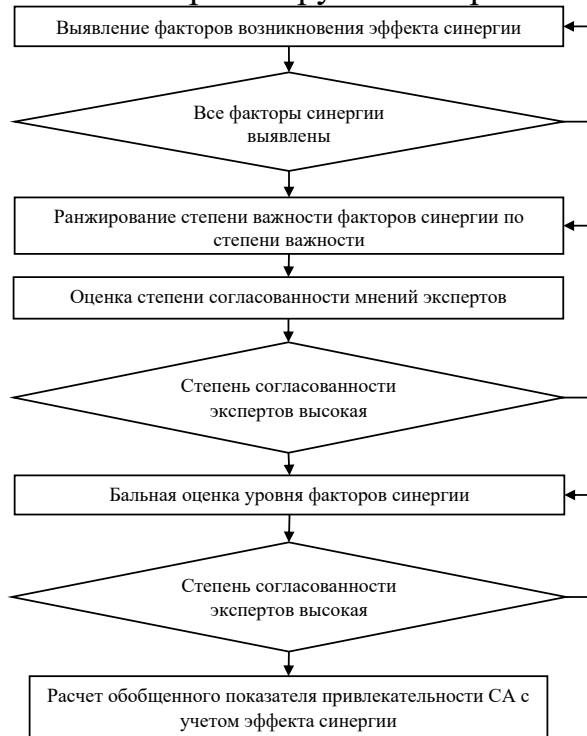 Выявление факторов возникновения эффекта синергии
Все факторы синергии
выявлены
Ранжирование степени важности факторов синергии по
степени важности
Оценка степени согласованности мнений экспертов
Степень согласованности
экспертов высокая
Бальная оценка уровня факторов синергии
Степень согласованности
экспертов высокая
Расчет обобщенного показателя привлекательности СА с
учетом эффекта синергии